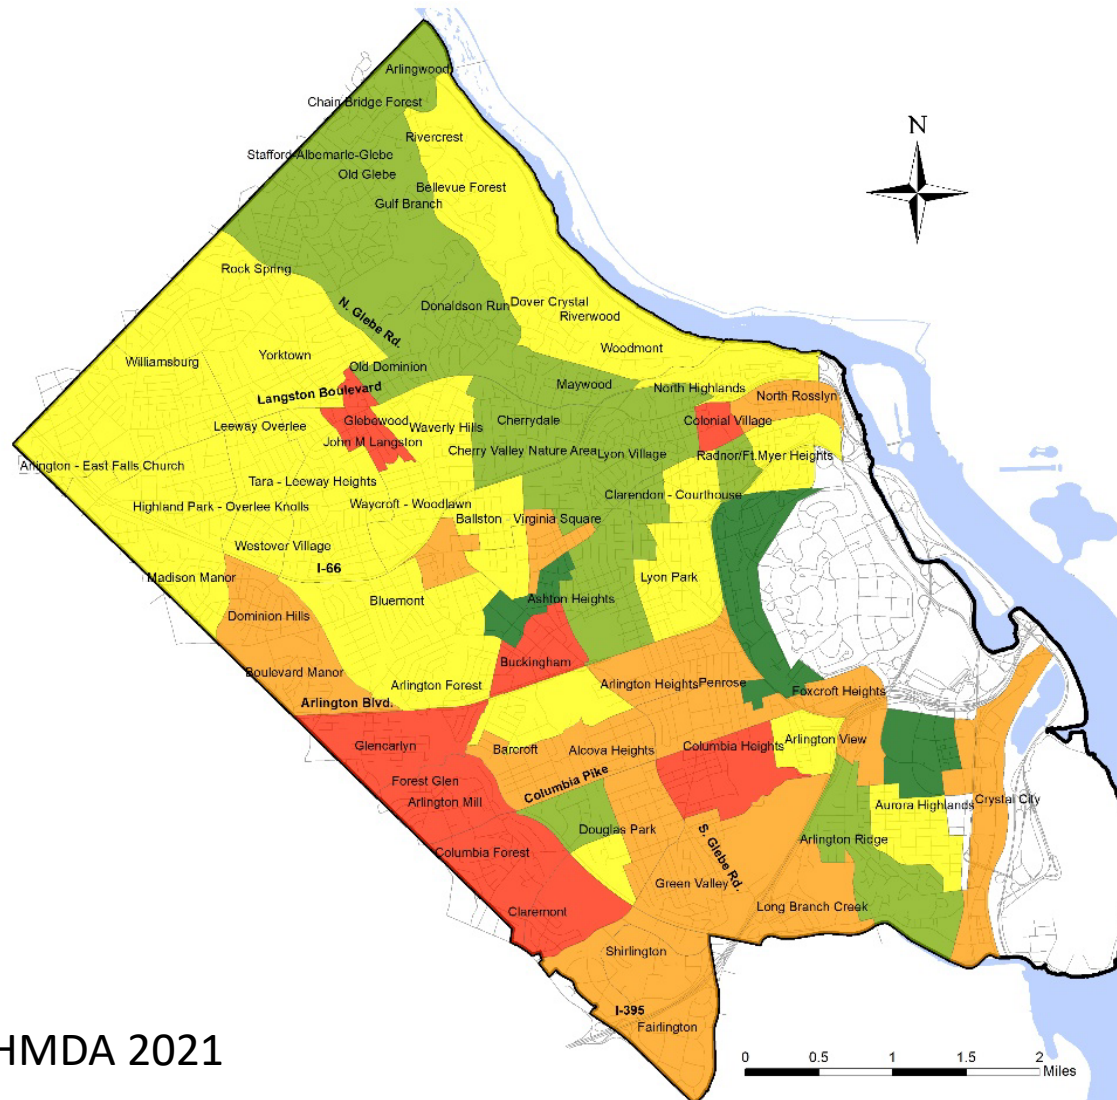 Arlingwood
Chain Bridge Forest
N
Rivercrest
Stafford-Albemarle-Glebe
Old Glebe
Bellevue Forest
Gulf Branch
Rock Spring
Donaldson Run
Dover Crystal
N. Glebe Rd.
Riverwood
Woodmont
Williamsburg
Yorktown
Old Dominion
Langston Boulevard
Maywood
North Highlands
North Rosslyn
Glebewood
Cherrydale
Colonial Village
Leeway Overlee
Waverly Hills
John M Langston
Cherry Valley Nature Area
Lyon Village
Radnor/Ft.Myer Heights
Arlington - East Falls Church
Tara - Leeway Heights
Clarendon - Courthouse
Highland Park - Overlee Knolls
Waycroft - Woodlawn
Ballston
Virginia Square
Westover Village
I-66
Madison Manor
Lyon Park
Bluemont
Ashton Heights
Dominion Hills
Buckingham
Boulevard Manor
Arlington Forest
Arlington Heights
Penrose
Foxcroft Heights
Arlington Blvd.
Glencarlyn
Barcroft
Alcova Heights
Columbia Heights
Arlington View
Forest Glen
Columbia Pike
Arlington Mill
Crystal City
Aurora Highlands
Douglas Park
Arlington Ridge
Columbia Forest
S. Glebe Rd.
Green Valley
Claremont
Long Branch Creek
Shirlington
I-395
Fairlington
HMDA 2021
0 0.5 1 1.5 2
Miles